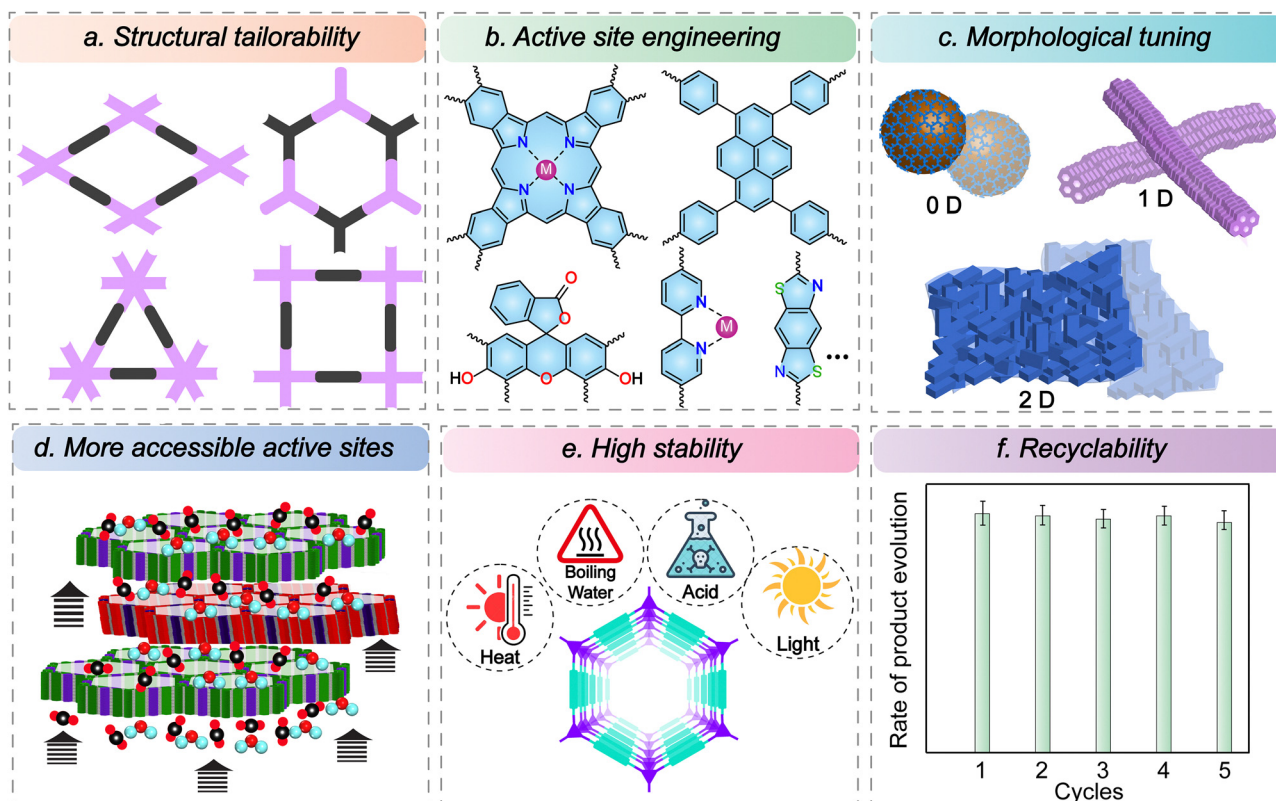 a. Structural tailorability
b. Active site engineering
N N
M
N N
O
O
HO O OH
N
M
N
S N
N S
...
c. Morphological tuning
0 D
1 D
2 D
d. More accessible active sites
e. High stability
Heat
Boiling
Water
Acid
Light
f. Recyclability
Rate of product evolution
1 2 3 4 5
Cycles